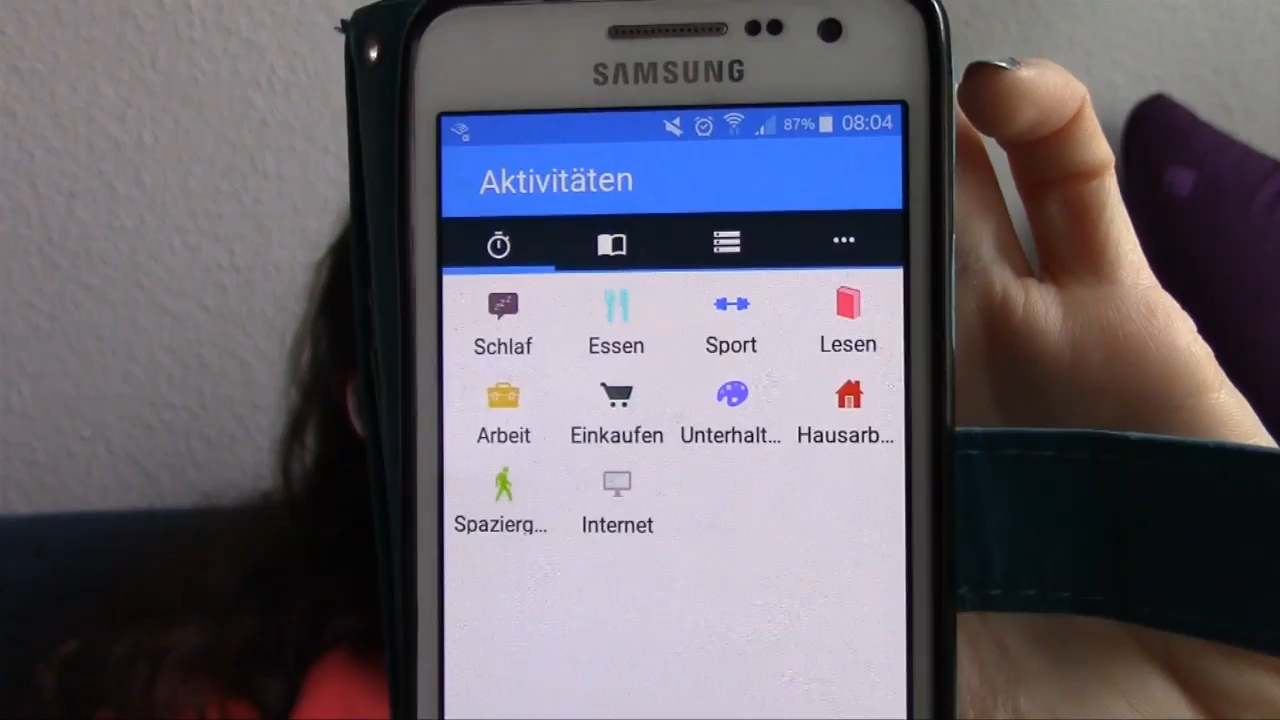 SAMSUNG
87% 08:04
Aktivitäten
Schlaf Essen Sport Lesen
Arbeit Einkaufen Unterhalt... Hausarb...
Spazierg... Internet